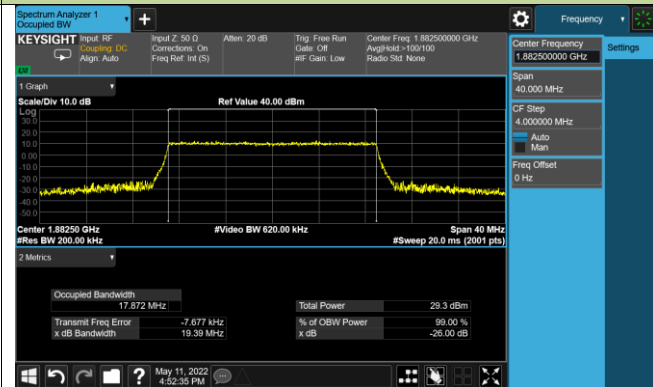 Spectrum Analyzer 1
Occupied BW
+
Frequency
KEYSIGHT
Input: RF
Coupling: DC
Align: Auto
Input Z: 50 Ω
Corrections: On
Freq Ref: Int (S)
Atten: 20 dB
Trig: Free Run
Gate: Off
#IF Gain: Low
Center Freq: 1.882500000 GHz
Avg|Hold:>100/100
Radio Std: None
LXI
Center Frequency
1.882500000 GHz
Settings
Span
40.000 MHz
CF Step
4.000000 MHz
Auto
Man
Freq Offset
0 Hz
1 Graph
Scale/Div 10.0 dB
Ref Value 40.00 dBm
Log
30.0
20.0
10.0
0.00
-10.0
-20.0
-30.0
-40.0
-50.0
Center 1.88250 GHz
#Video BW 620.00 kHz
Span 40 MHz
#Res BW 200.00 kHz
#Sweep 20.0 ms (2001 pts)
2 Metrics
Occupied Bandwidth
17.872 MHz
Total Power 29.3 dBm
Transmit Freq Error -7.677 kHz
% of OBW Power 99.00 %
x dB Bandwidth 19.39 MHz
x dB -26.00 dB
?
May 11, 2022
4:52:35 PM